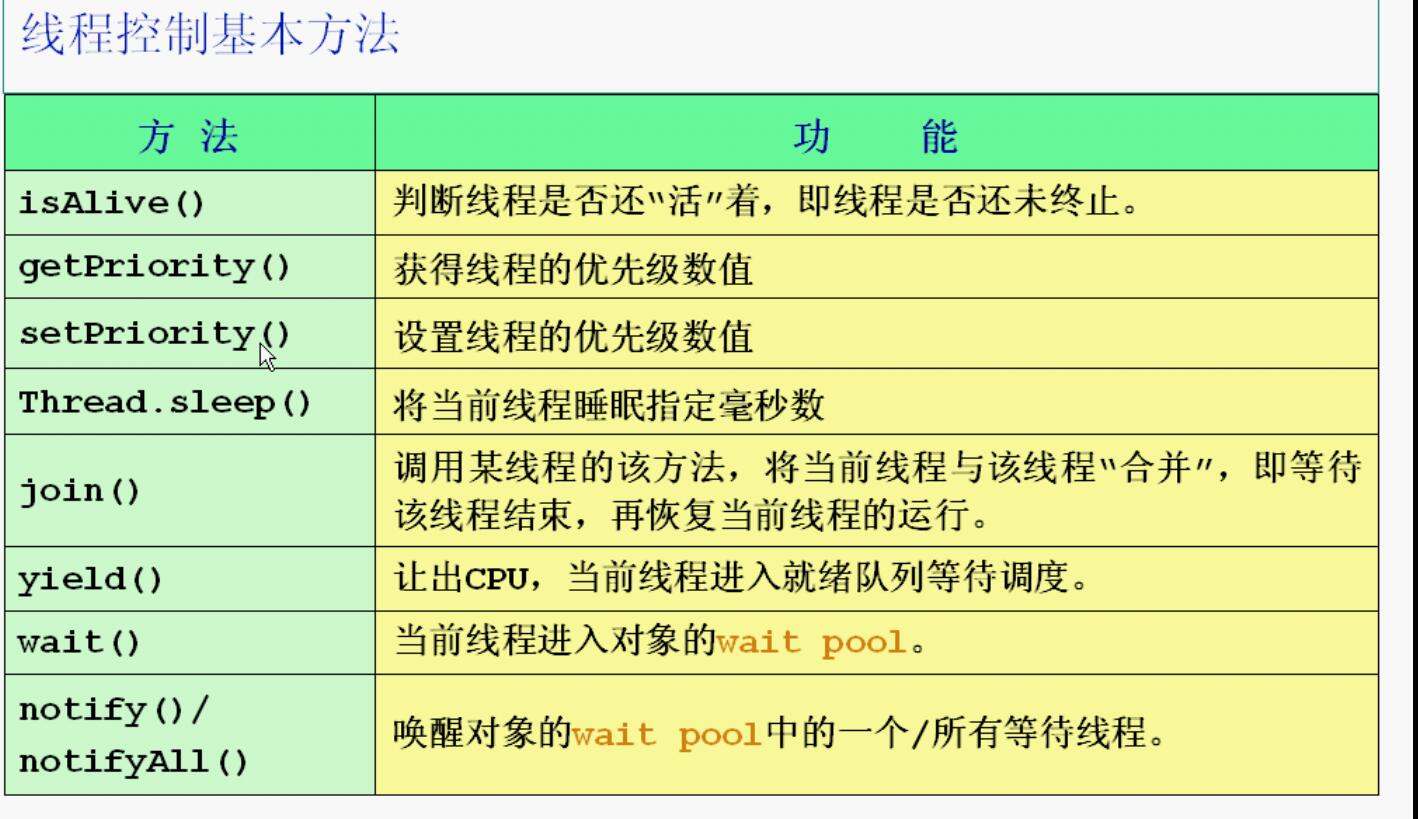 线程控制基本方法
方 法
功 能
isAlive()
判断线程是否还“活”着，即线程是否还未终止。
getPriority()
获得线程的优先级数值
setPriority()
设置线程的优先级数值
Thread.sleep()
将当前线程睡眠指定毫秒数
join()
调用某线程的该方法，将当前线程与该线程“合并”，即等待
该线程结束，再恢复当前线程的运行。
yield()
让出CPU，当前线程进入就绪队列等待调度。
wait()
当前线程进入对象的wait pool。
notify()/
notifyAll()
唤醒对象的wait pool中的一个/所有等待线程。